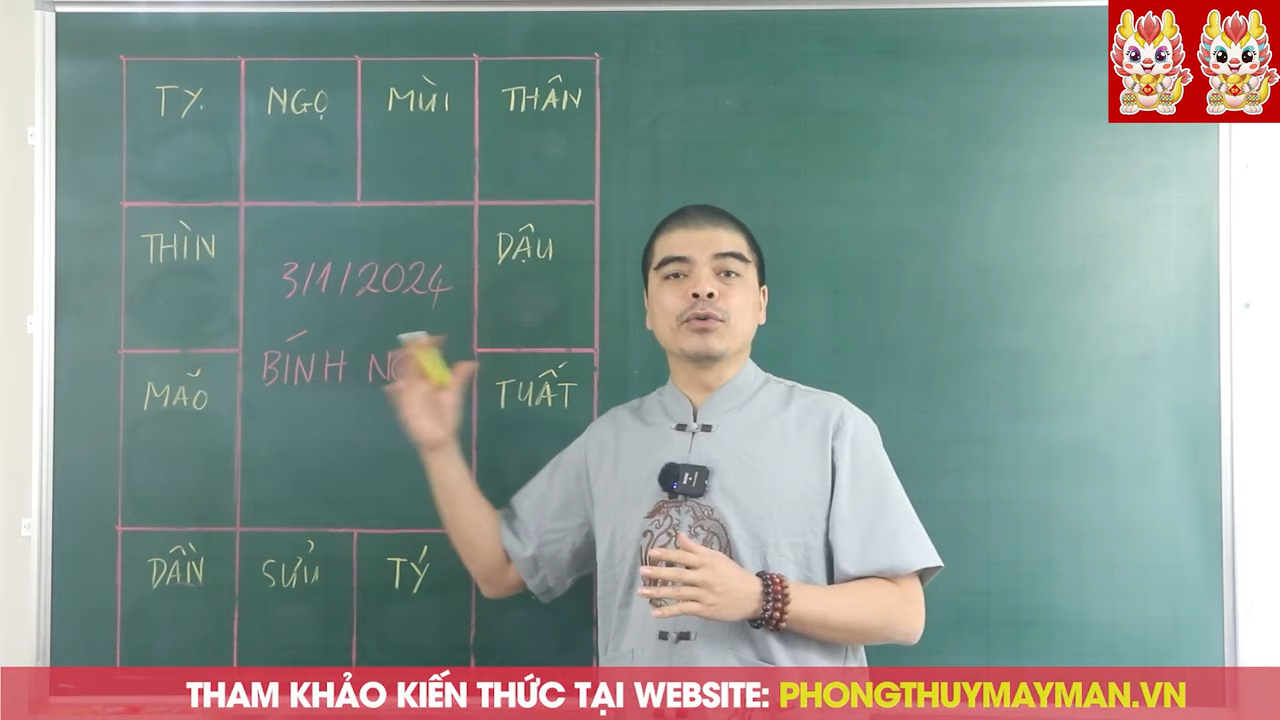 TỴ NGỌ MÙI THÂN
THÌN DẬU
3/1/2024
BÍNH
MÃO TUẤT
DẦN SỬU TÝ
THAM KHẢO KIẾN THỨC TẠI WEBSITE: PHONGTHUYMAYMAN.VN